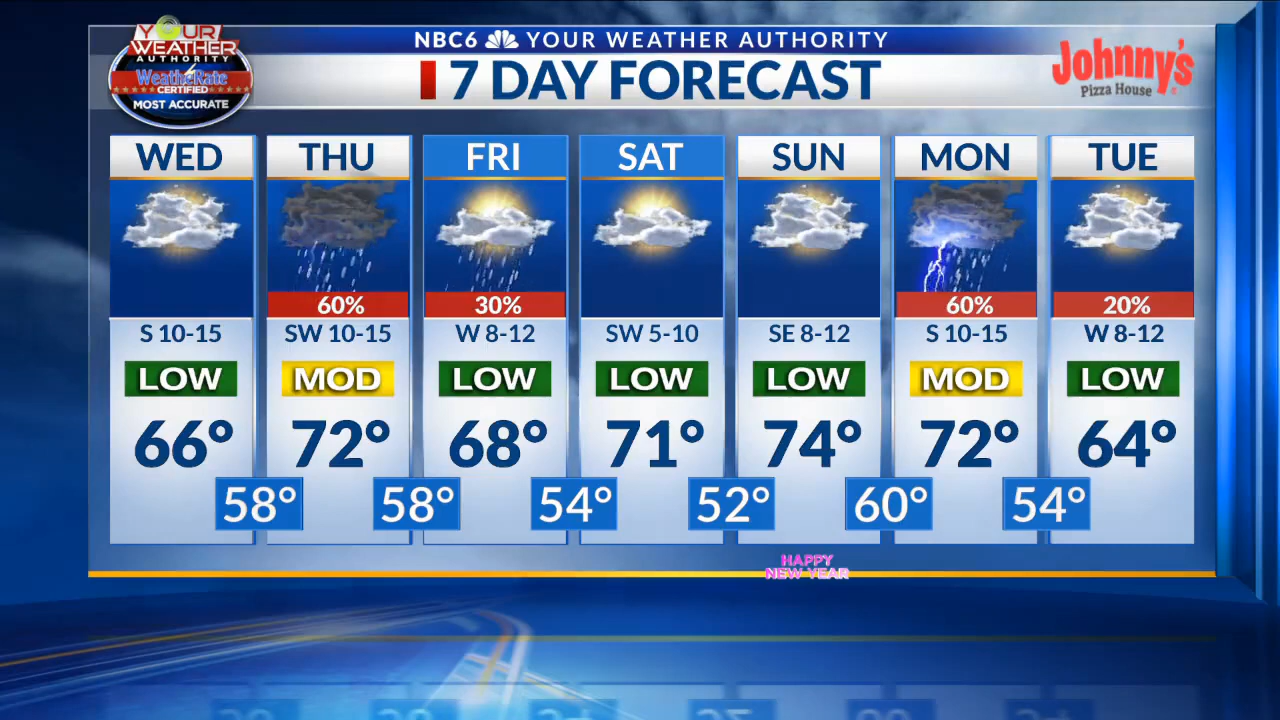 YOUR
WEATHER
AUTHORITY
WeatheRate
CERTIFIED
MOST ACCURATE
NBC6 YOUR WEATHER AUTHORITY
7 DAY FORECAST
Johnny's
Pizza House
WED THU FRI SAT SUN MON TUE
60% 30% 60% 20%
S 10-15 SW 10-15 W 8-12 SW 5-10 SE 8-12 S 10-15 W 8-12
LOW MOD LOW LOW LOW MOD LOW
66° 72° 68° 71° 74° 72° 64°
58° 58° 54° 52° 60° 54°
HAPPY
NEW YEAR